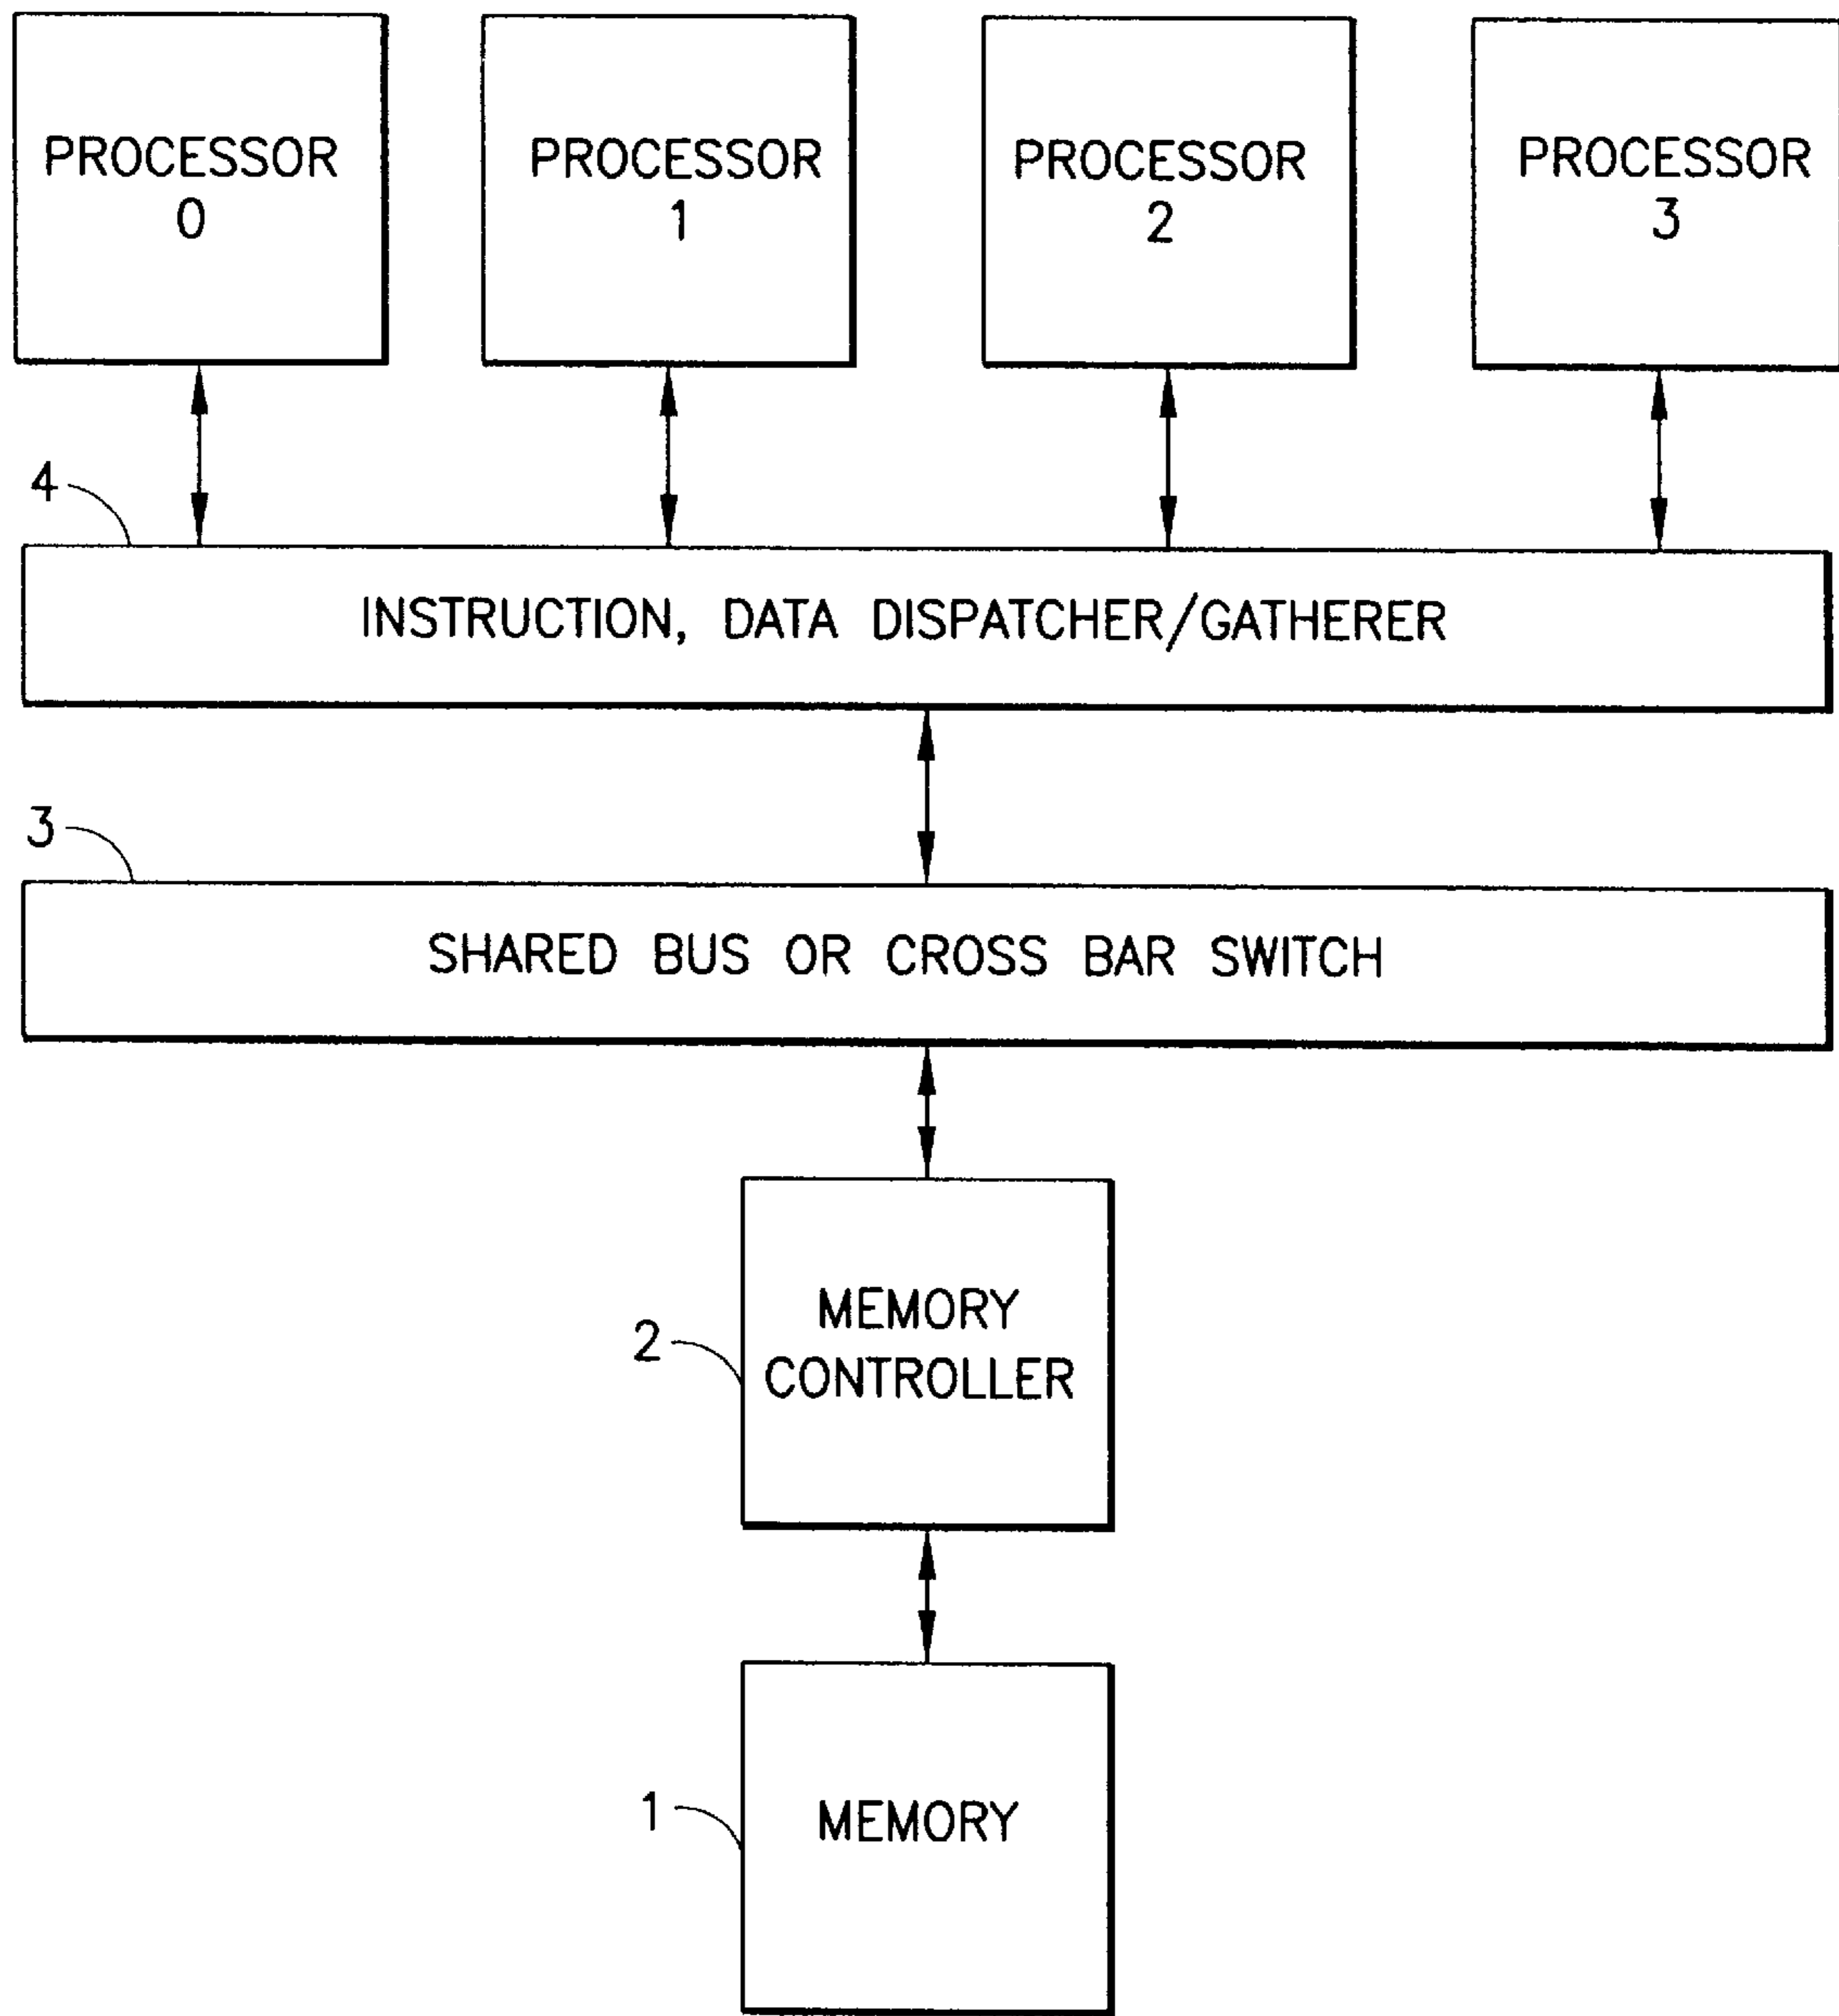 PROCESSOR
0
PROCESSOR
1
PROCESSOR
2
PROCESSOR
3
4
INSTRUCTION, DATA DISPATCHER/GATHERER
3
SHARED BUS OR CROSS BAR SWITCH
2
MEMORY
CONTROLLER
1
MEMORY